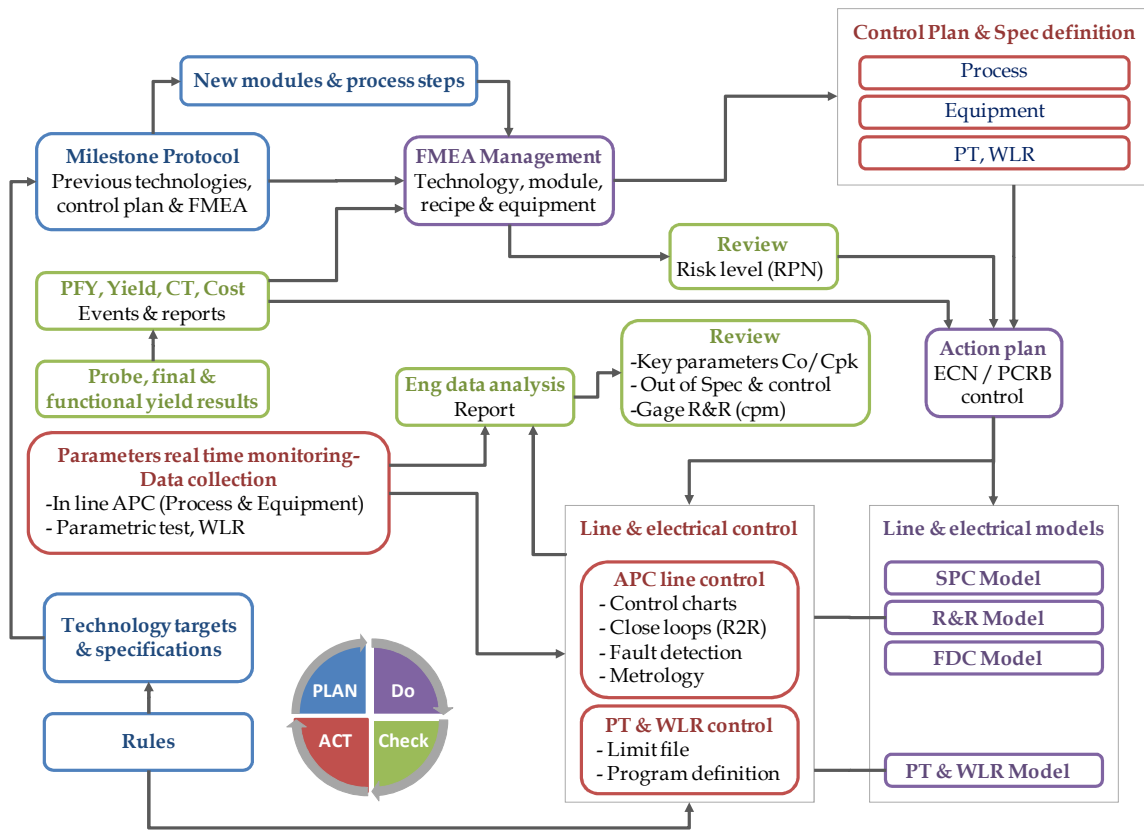 Control Plan & Spec definition
Process
Equipment
PT, WLR
New modules & process steps
Milestone Protocol
Previous technologies,
control plan & FMEA
FMEA Management
Technology, module,
recipe & equipment
Review
Risk level (RPN)
PFY, Yield, CT, Cost
Events & reports
Probe, final &
functional yield results
Eng data analysis
Report
Review
-Key parameters Co/Cpk
-Out of Spec & control
-Gage R&R (cpm)
Action plan
ECN / PCRB
control
Parameters real time monitoring-
Data collection
-In line APC (Process & Equipment)
- Parametric test, WLR
Line & electrical control
APC line control
- Control charts
- Close loops (R2R)
- Fault detection
- Metrology
PT & WLR control
- Limit file
- Program definition
Line & electrical models
SPC Model
R&R Model
FDC Model
PT & WLR Model
Technology targets
& specifications
Rules
PLAN
Do
ACT
Check